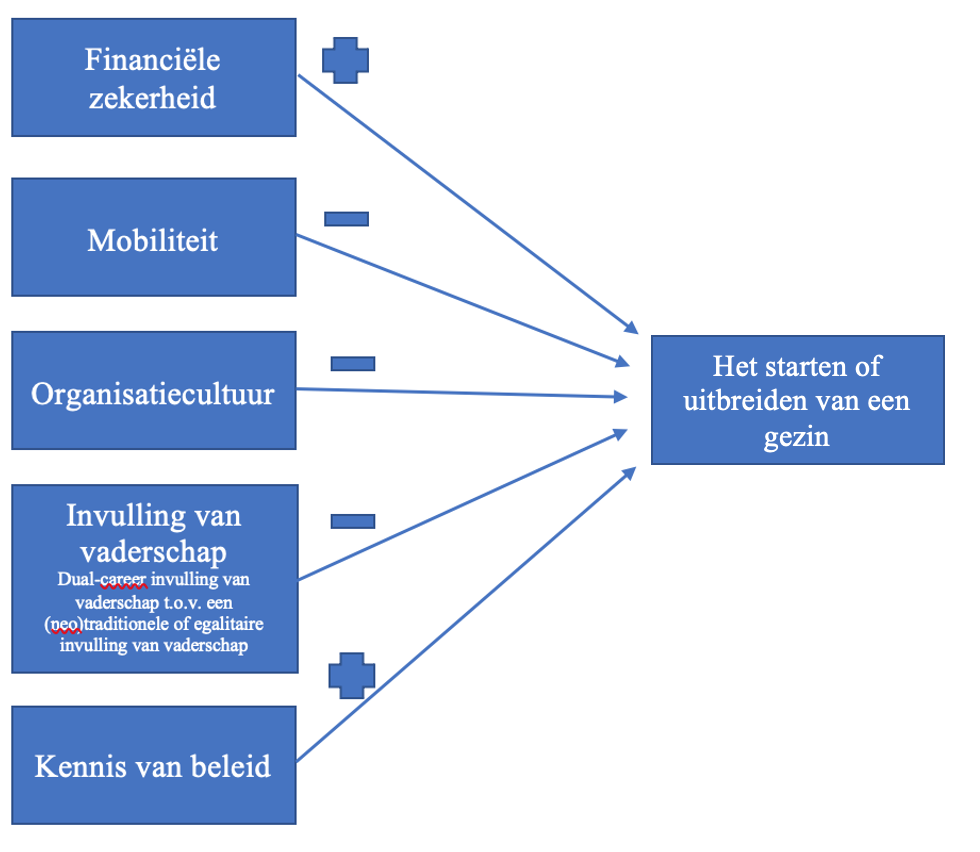 Financiële
zekerheid
Mobiliteit
Organisatiecultuur
Invulling van
vaderschap
Dual-career invulling van
vaderschap t.o.v. een
(neo)traditionele of egalitaire
invulling van vaderschap
Kennis van beleid
Het starten of
uitbreiden van een
gezin